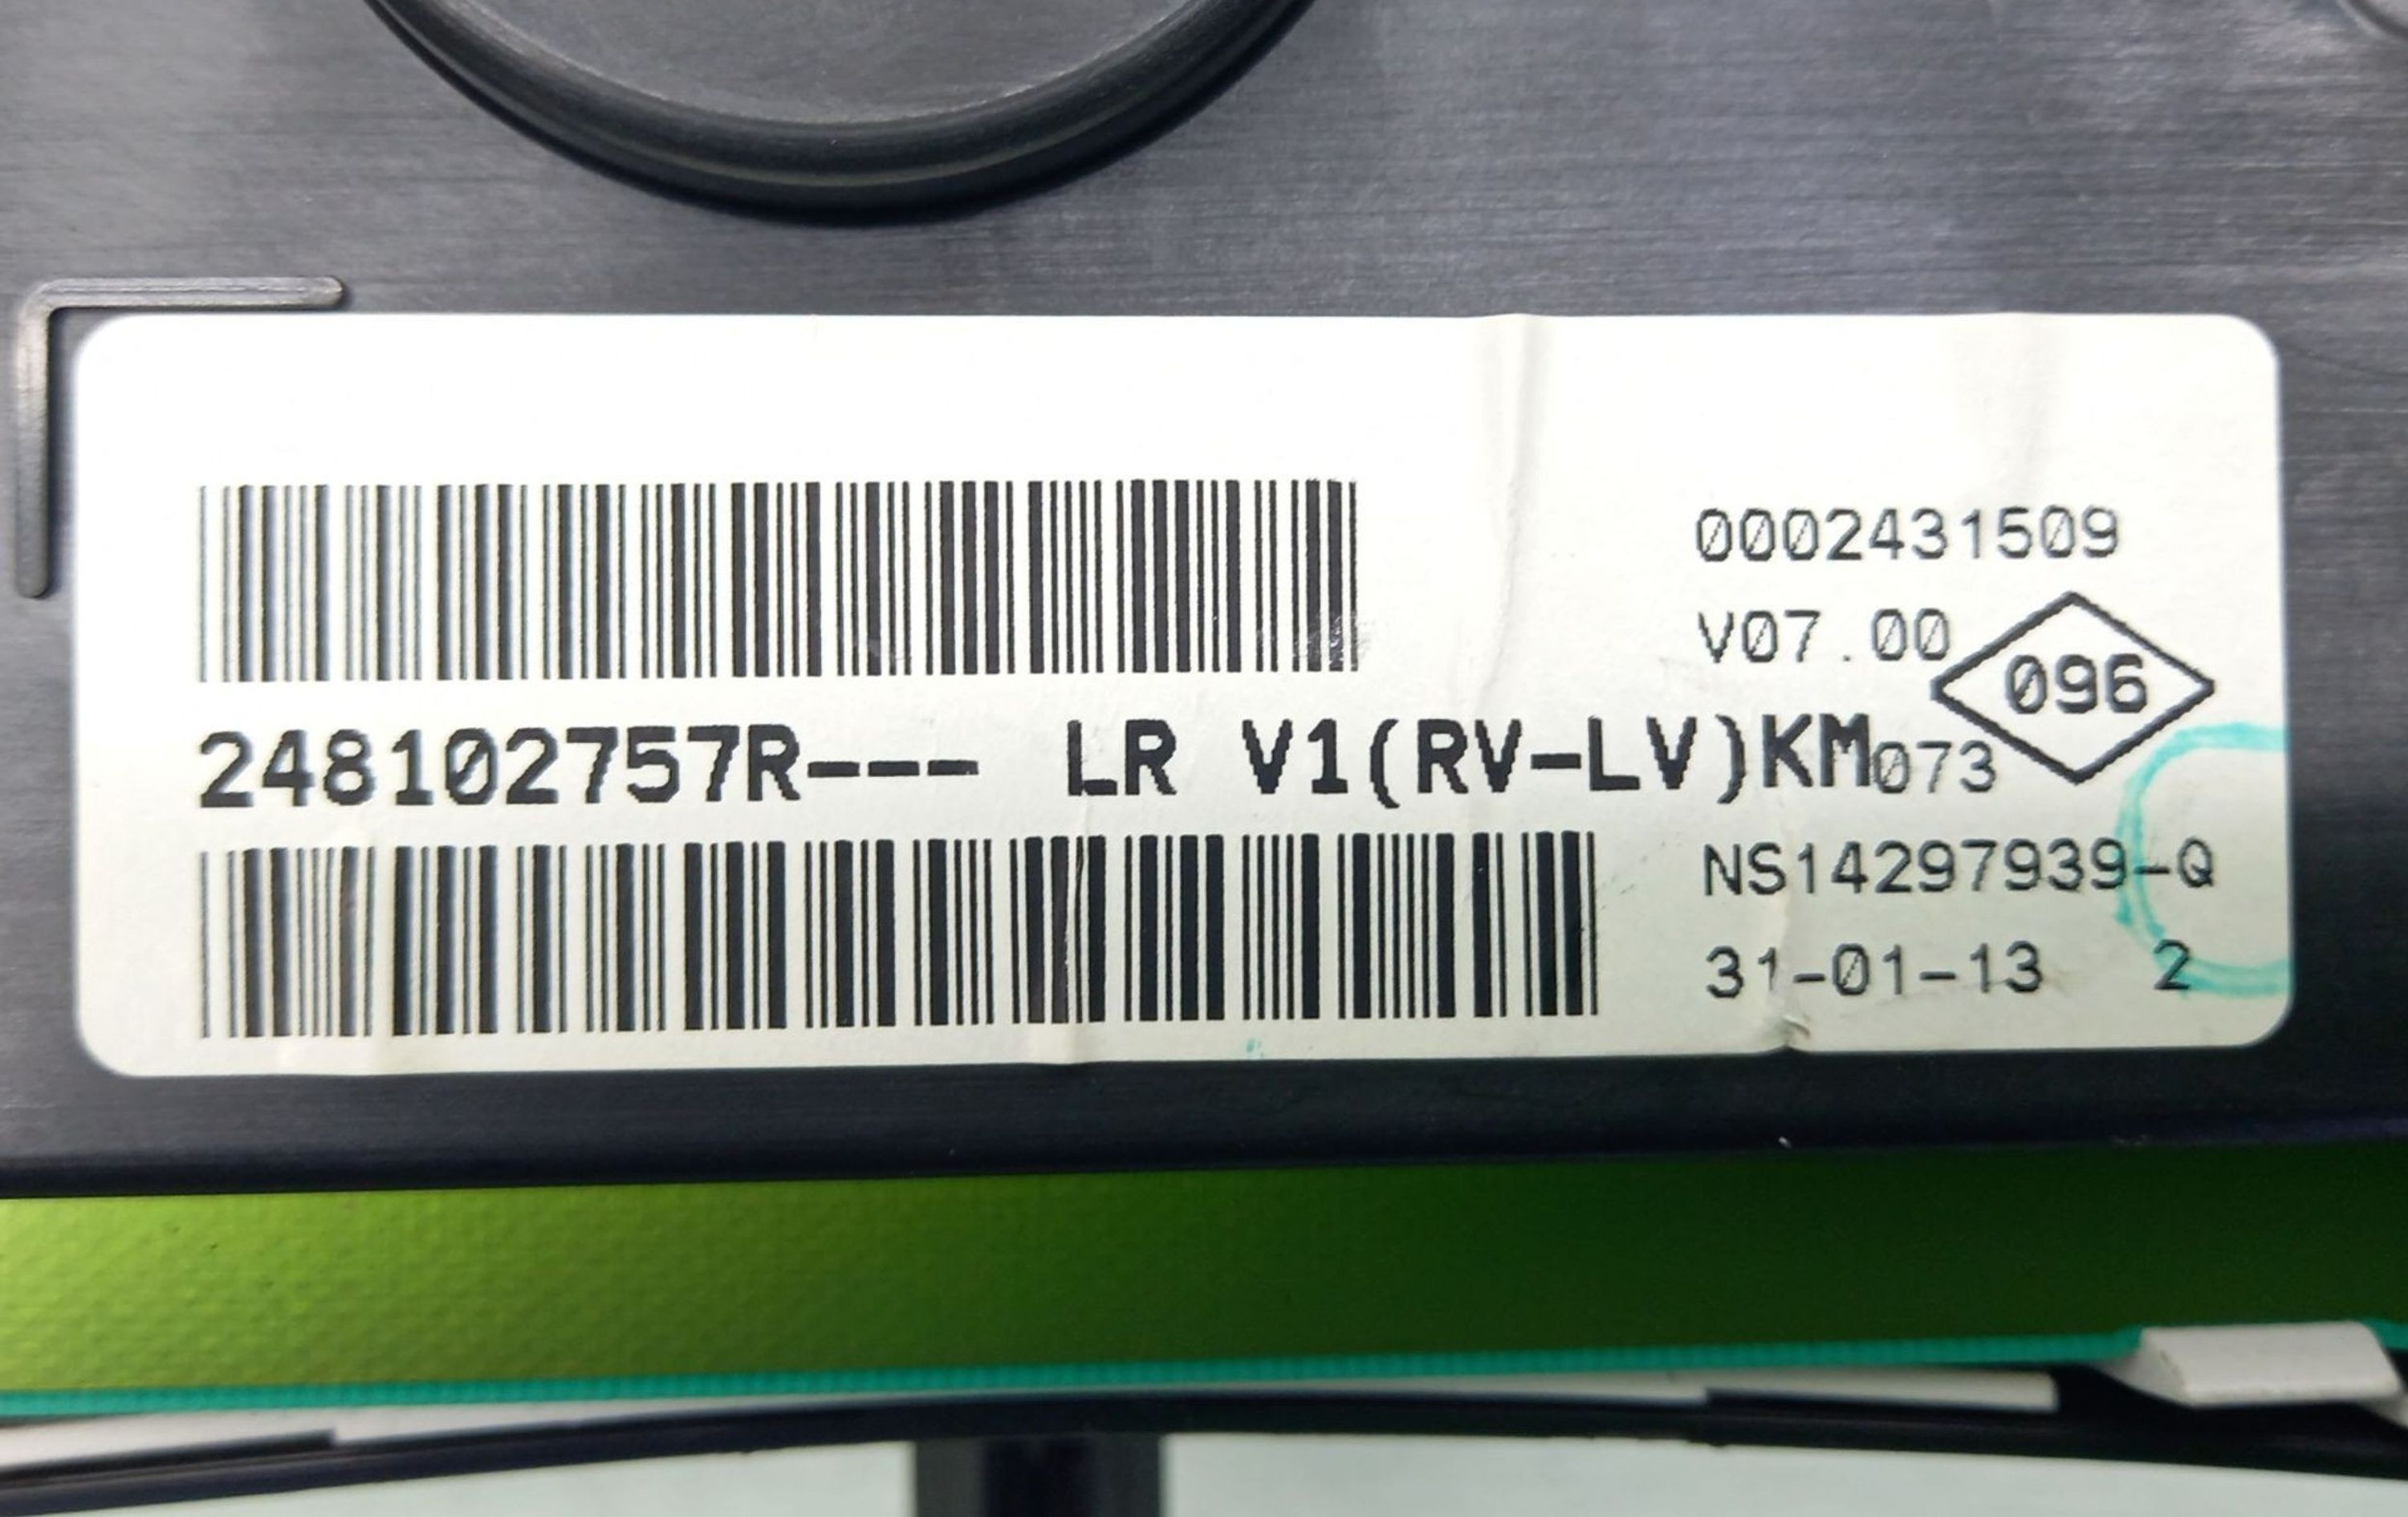 0002431509
V07.00
096
248102757R--- LR V1(RV-LV)KM073
NS14297939-Q
31-01-13 2